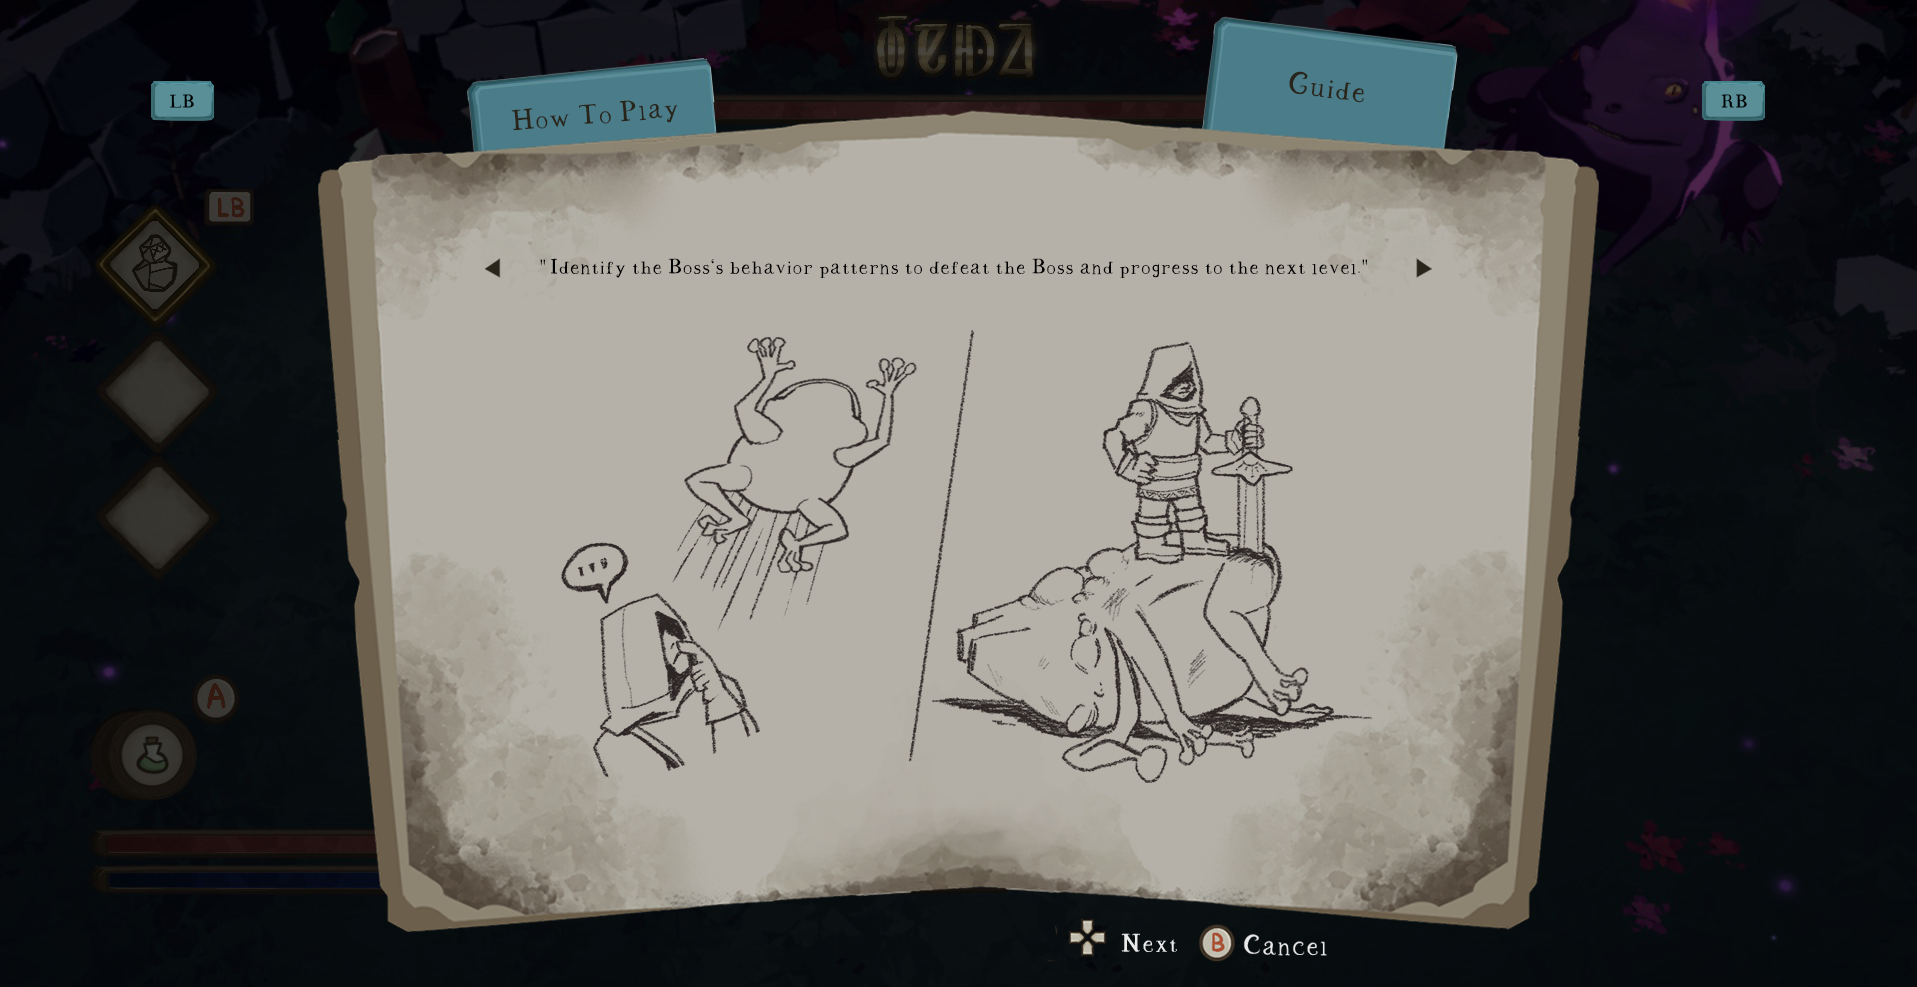 LB
How To Play
Guide
RB
LB
"Identify the Boss's behavior patterns to defeat the Boss and progress to the next level."
A
Next
B
Cancel